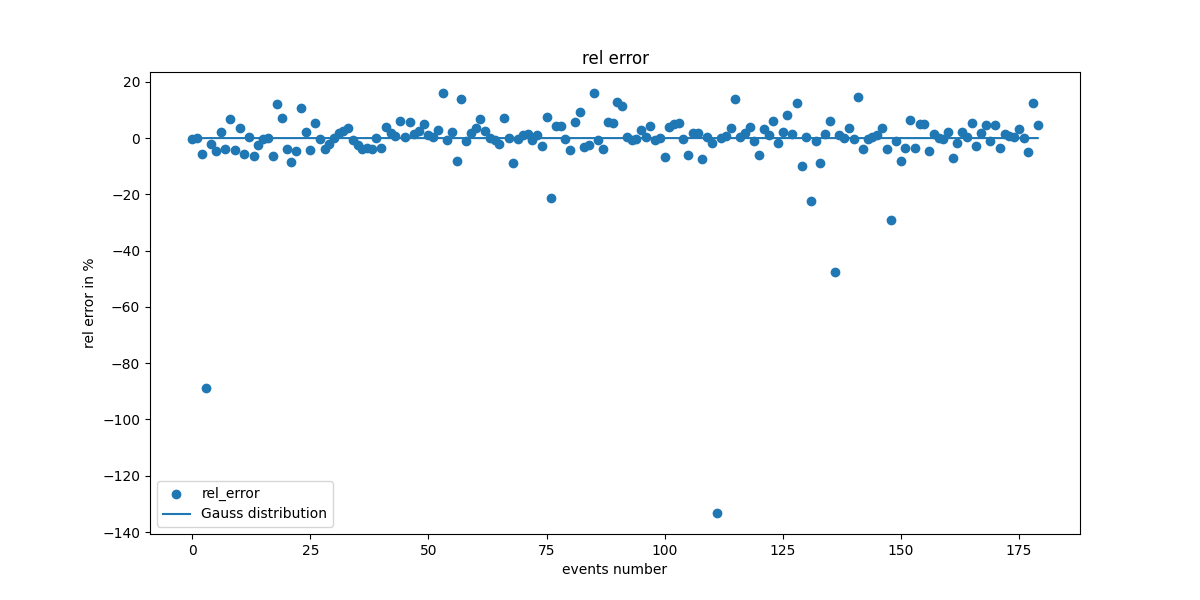 rel error
20
0
−20
−40
−60
−80
−100
−120
−140
rel error in %
rel_error
Gauss distribution
0 25 50 75 100 125 150 175
events number